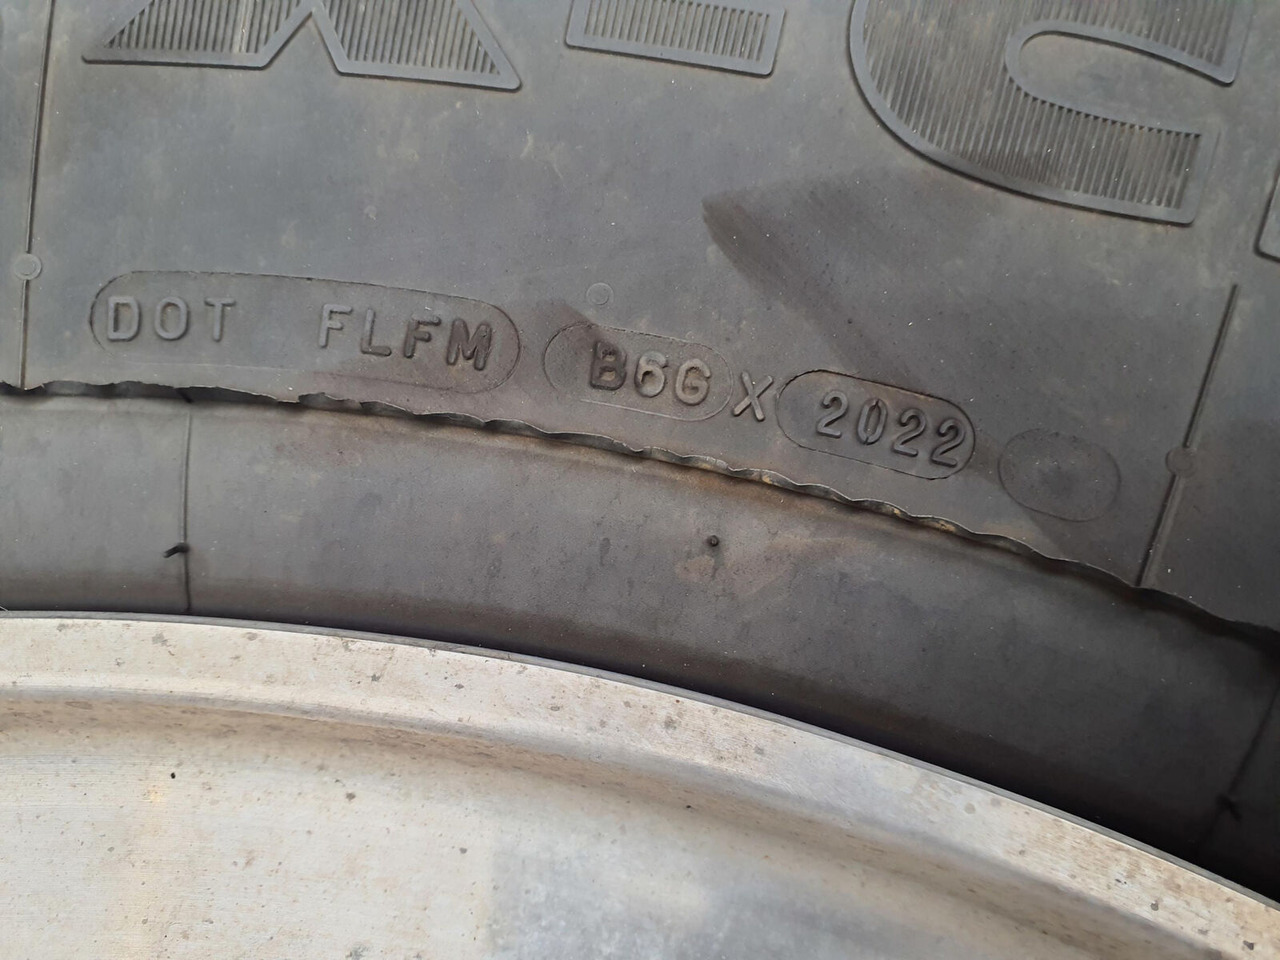 DOT FLFM B6G X 2022